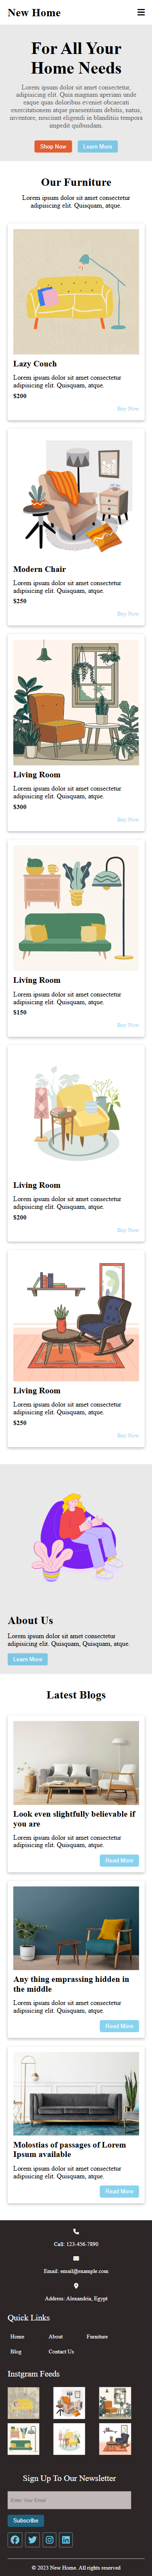 New Home
For All Your
Home Needs
Lorem ipsum dolor sit amet consectetur,
adipisicing elit. Quia magnam aperiam unde
eaque quas doloribus eveniet obcaecati
exercitationem eaque praesentium debitis, natus,
inventore, nesciunt eligendi in blanditiis tempora,
impedit quibusdam.
Shop Now
Learn More
Our Furniture
Lorem ipsum dolor sit amet consectetur
adipisicing elit. Quisquam, atque.
Lazy Couch
Lorem ipsum dolor sit amet consectetur
adipisicing elit. Quisquam, atque.
$200
Buy Now
Modern Chair
Lorem ipsum dolor sit amet consectetur
adipisicing elit. Quisquam, atque.
$250
Buy Now
Living Room
Lorem ipsum dolor sit amet consectetur
adipisicing elit. Quisquam, atque.
$300
Buy Now
Living Room
Lorem ipsum dolor sit amet consectetur
adipisicing elit. Quisquam, atque.
$150
Buy Now
Living Room
Lorem ipsum dolor sit amet consectetur
adipisicing elit. Quisquam, atque.
$200
Buy Now
Living Room
Lorem ipsum dolor sit amet consectetur
adipisicing elit. Quisquam, atque.
$250
Buy Now
About Us
Lorem ipsum dolor sit amet consectetur
adipisicing elit. Quisquam, Quisquam, atque.
Learn More
Latest Blogs
Look even slightfully believable if
you are
Lorem ipsum dolor sit amet consectetur
adipisicing elit. Quisquam, atque.
Read More
Any thing emprassing hidden in
the middle
Lorem ipsum dolor sit amet consectetur
adipisicing elit. Quisquam, atque.
Read More
Molostias of passages of Lorem
Ipsum available
Lorem ipsum dolor sit amet consectetur
adipisicing elit. Quisquam, atque.
Read More
Call: 123-456-7890
Email: email@example.com
Address: Alexandria, Egypt
Quick Links
Home About Furniture
Blog Contact Us
Instgram Feeds
Sign Up To Our Newsletter
Enter Your Email
Subscribe
© 2023 New Home. All rights reserved